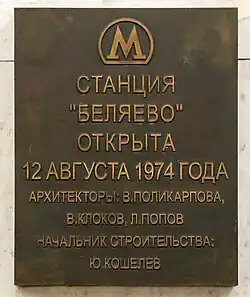 М
СТАНЦИЯ
"БЕЛЯЕВО"
ОТКРЫТА
12 АВГУСТА 1974 ГОДА
АРХИТЕКТОРЫ: В.ПОЛИКАРПОВА,
В.КЛОКОВ, Л.ПОПОВ
НАЧАЛЬНИК СТРОИТЕЛЬСТВА:
Ю.КОШЕЛЕВ